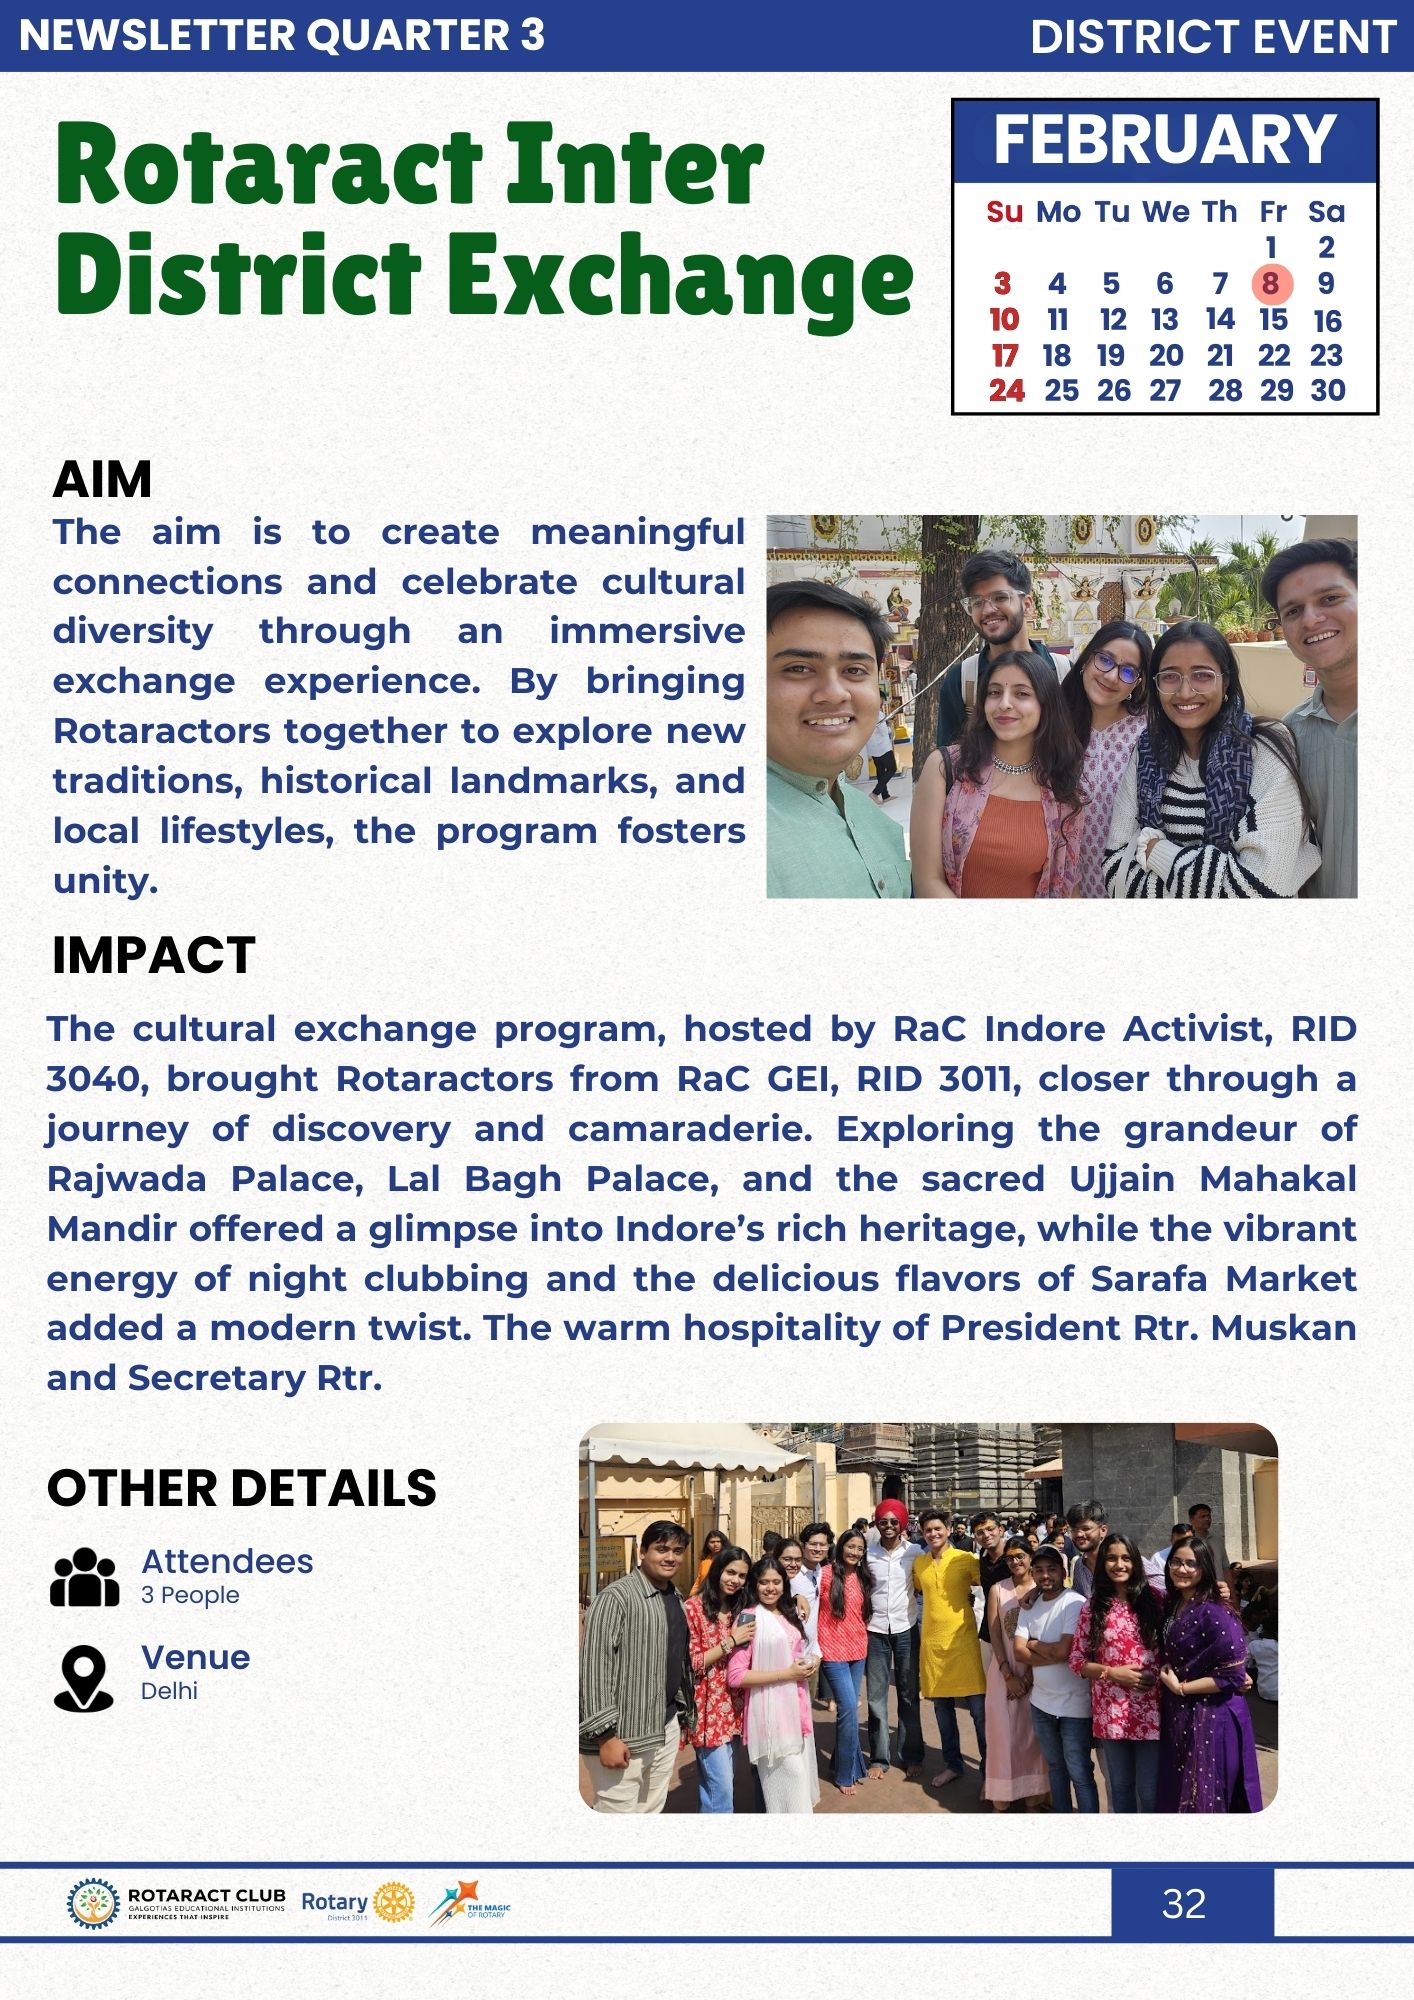 NEWSLETTER QUARTER 3
DISTRICT EVENT
Rotaract Inter
District Exchange
FEBRUARY
Su Mo Tu We Th Fr Sa
1 2
3 4 5 6 7 8 9
10 11 12 13 14 15 16
17 18 19 20 21 22 23
24 25 26 27 28 29 30
AIM
The aim is to create meaningful
connections and celebrate cultural
diversity through an immersive
exchange experience. By bringing
Rotaractors together to explore new
traditions, historical landmarks, and
local lifestyles, the program fosters
unity.
IMPACT
The cultural exchange program, hosted by RaC Indore Activist, RID
3040, brought Rotaractors from RaC GEI, RID 3011, closer through a
journey of discovery and camaraderie. Exploring the grandeur of
Rajwada Palace, Lal Bagh Palace, and the sacred Ujjain Mahakal
Mandir offered a glimpse into Indore’s rich heritage, while the vibrant
energy of night clubbing and the delicious flavors of Sarafa Market
added a modern twist. The warm hospitality of President Rtr. Muskan
and Secretary Rtr.
OTHER DETAILS
Attendees
3 People
Venue
Delhi
ROTARACT CLUB
GALGOTIAS EDUCATIONAL INSTITUTIONS
EXPERIENCES THAT INSPIRE
Rotary
District 3011
THE MAGIC
OF ROTARY
32